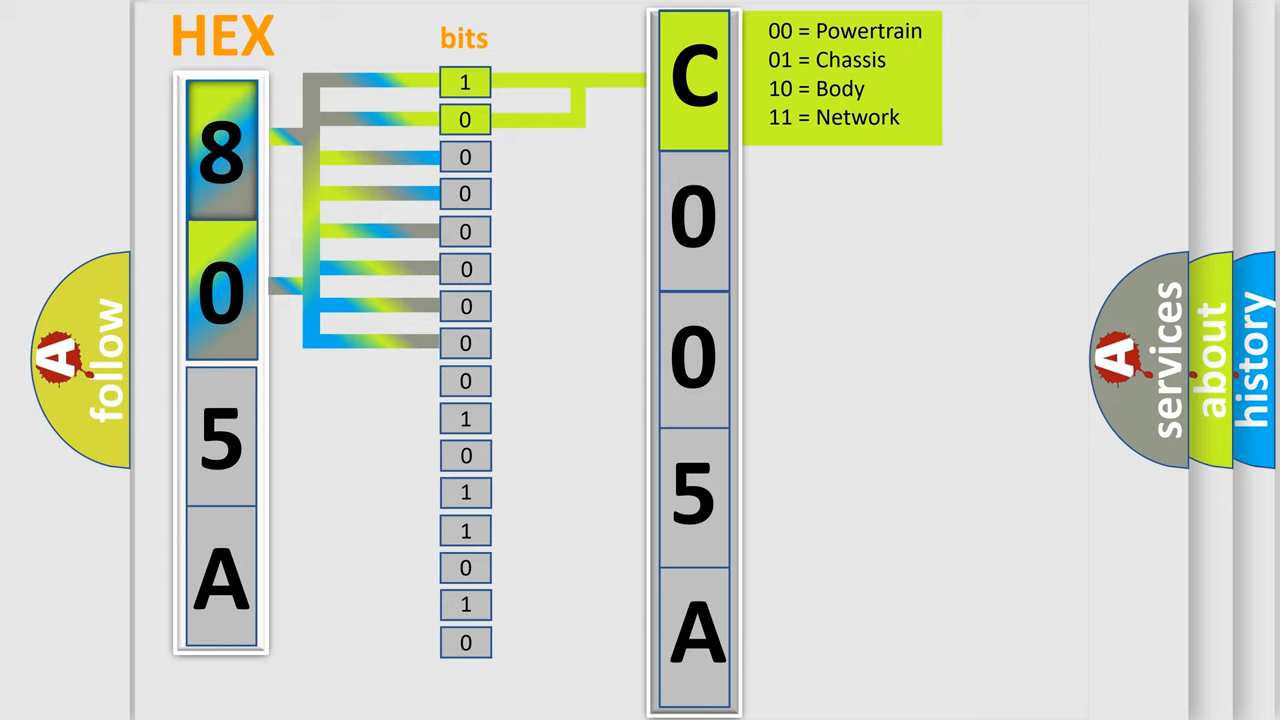 HEX
bits
8
0
5
A
1
0
0
0
0
0
0
0
0
1
0
1
1
0
1
0
C
0
0
5
A
00 = Powertrain
01 = Chassis
10 = Body
11 = Network
A
follow
A
services
about
history